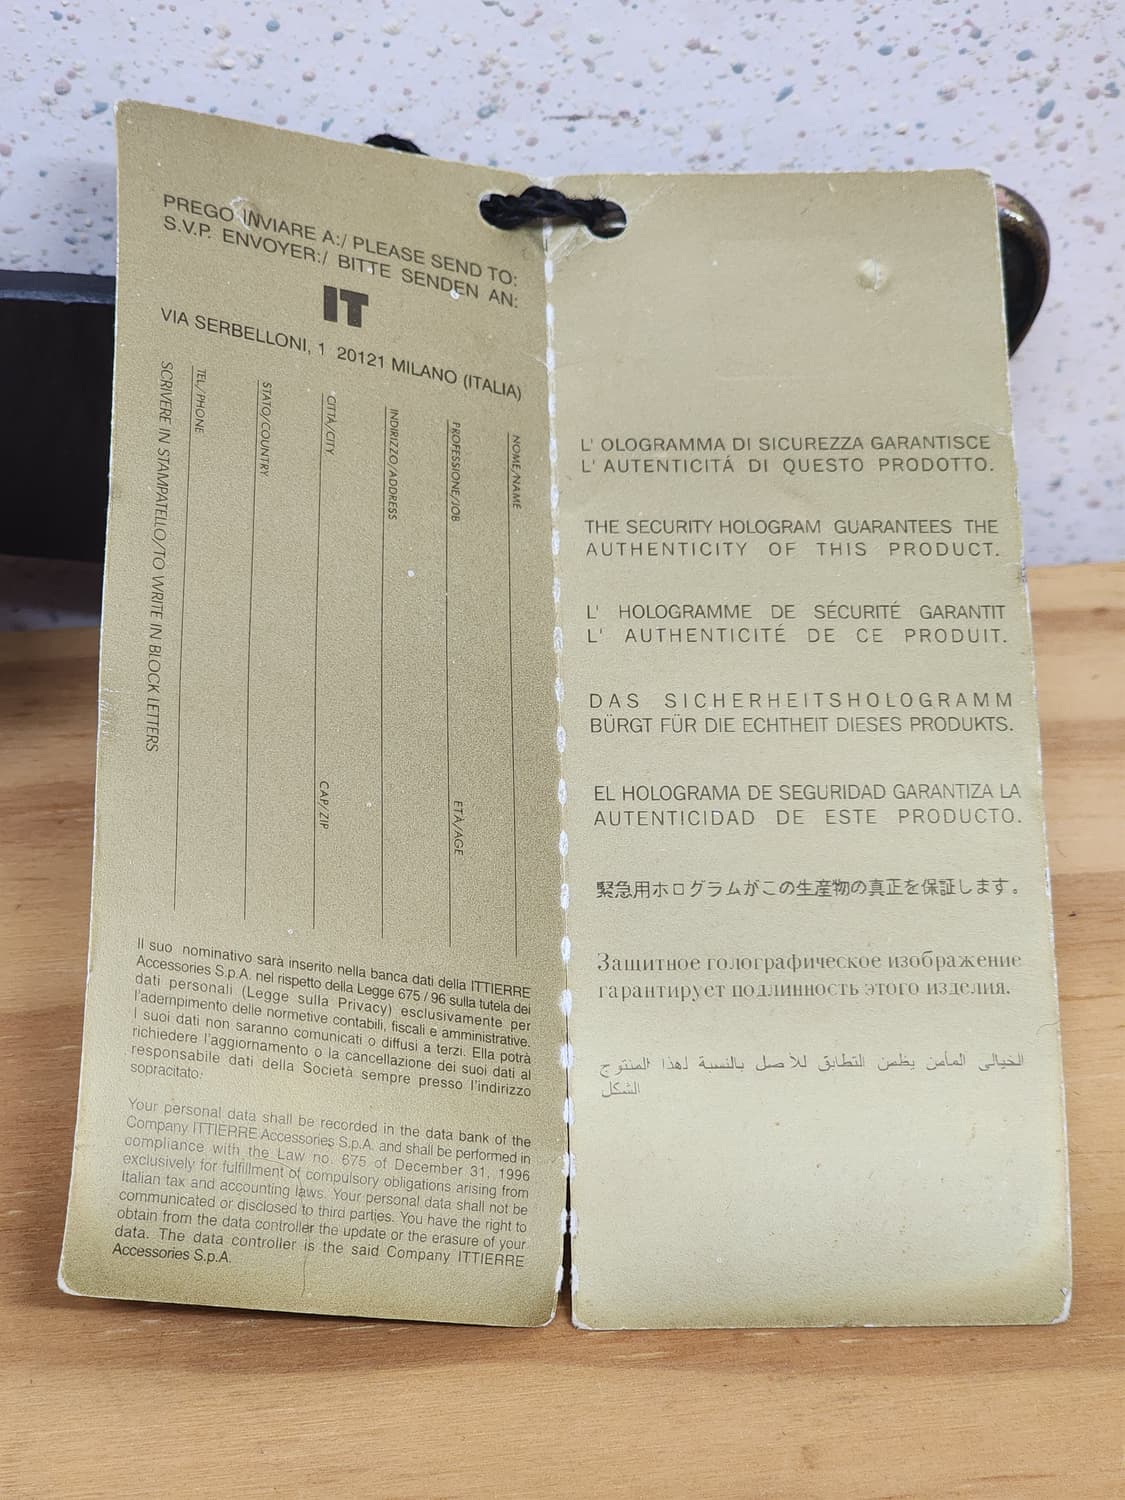 PREGO INVIARE A:/ PLEASE SEND TO:
S.V.P. ENVOYER:/ BITTE SENDEN AN:
IT
VIA SERBELLONI, 1 20121 MILANO (ITALIA)
NOME/NAME
PROFESSIONE/JOB
ETÀ/AGE
INDIRIZZO/ADDRESS
CITTÀ/CITY
CAP/ZIP
STATO/COUNTRY
TEL/PHONE
SCRIVERE IN STAMPATELLO/TO WRITE IN BLOCK LETTERS
Il suo nominativo sarà inserito nella banca dati della ITTIERRE
Accessories S.p.A. nel rispetto della Legge 675 / 96 sulla tutela dei
dati personali (Legge sulla Privacy) esclusivamente per
l'adempimento delle normetive contabili, fiscali e amministrative.
I suoi dati non saranno comunicati o diffusi a terzi. Ella potrà
richiedere l'aggiornamento o la cancellazione dei suoi dati al
responsabile dati della Società sempre presso l'indirizzo
sopracitato:
Your personal data shall be recorded in the data bank of the
Company ITTIERRE Accessories S.p.A. and shall be performed in
compliance with the Law no. 675 of December 31, 1996
exclusively for fulfillment of compulsory obligations arising from
Italian tax and accounting laws. Your personal data shall not be
communicated or disclosed to third parties. You have the right to
obtain from the data controller the update or the erasure of your
data. The data controller is the said Company ITTIERRE
Accessories S.p.A.
L' OLOGRAMMA DI SICUREZZA GARANTISCE
L' AUTENTICITÁ DI QUESTO PRODOTTO.
THE SECURITY HOLOGRAM GUARANTEES THE
AUTHENTICITY OF THIS PRODUCT.
L' HOLOGRAMME DE SÉCURITÉ GARANTIT
L' AUTHENTICITÉ DE CE PRODUIT.
DAS SICHERHEITSHOLOGRAMM
BÜRGT FÜR DIE ECHTHEIT DIESES PRODUKTS.
EL HOLOGRAMA DE SEGURIDAD GARANTIZA LA
AUTENTICIDAD DE ESTE PRODUCTO.
緊急用ホログラムがこの生産物の真正を保証します。
Защитное голографическое изображение
гарантирует подлинность этого изделия.
الخيالى المأمن يظمن التطابق للأصل بالنسبة لهذا المنتوج
الشكل